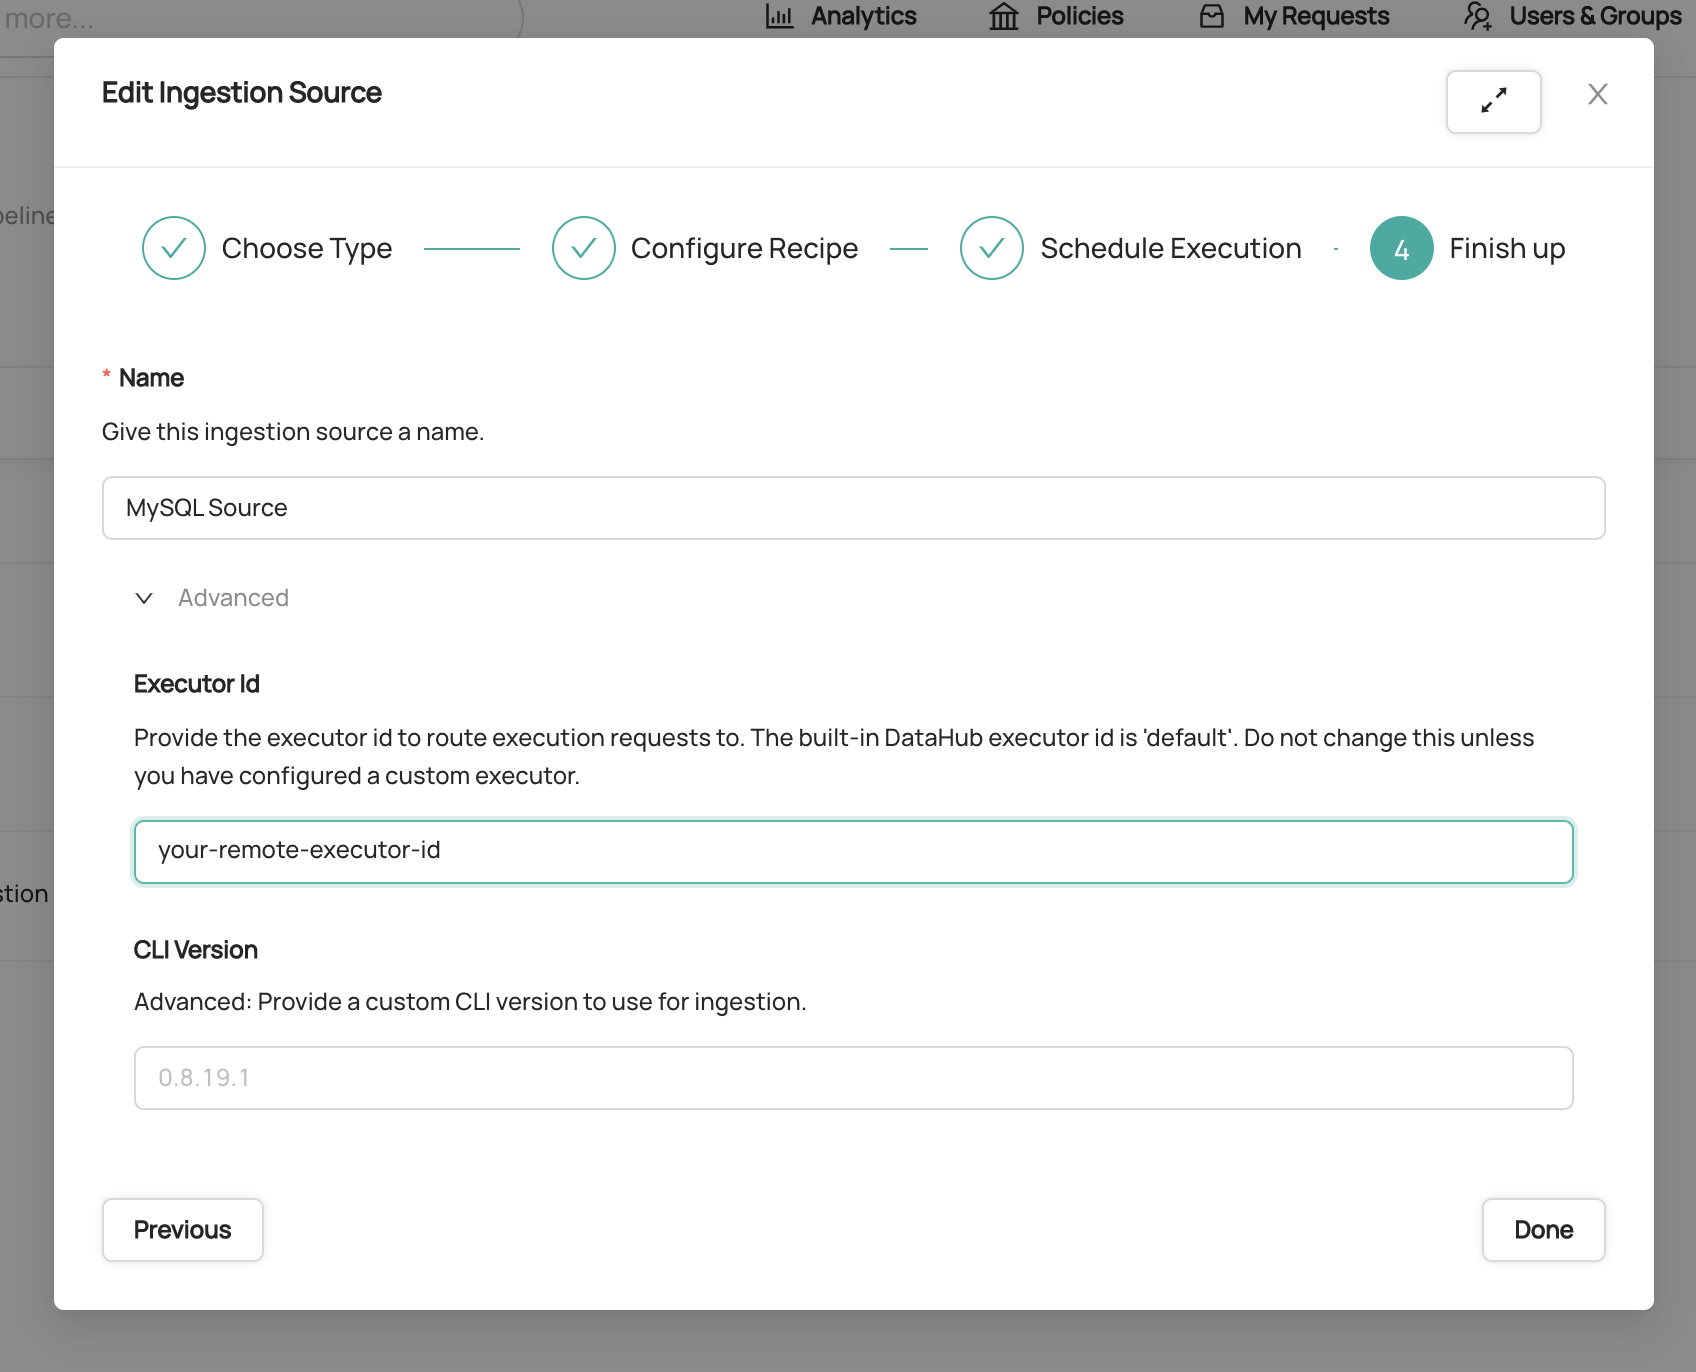 more...
Analytics
Policies
My Requests
Users & Groups
Edit Ingestion Source
Choose Type
Configure Recipe
Schedule Execution
4 Finish up
peline
* Name
Give this ingestion source a name.
MySQL Source
Advanced
Executor Id
Provide the executor id to route execution requests to. The built-in DataHub executor id is 'default'. Do not change this unless
you have configured a custom executor.
your-remote-executor-id
stion
CLI Version
Advanced: Provide a custom CLI version to use for ingestion.
0.8.19.1
Previous
Done